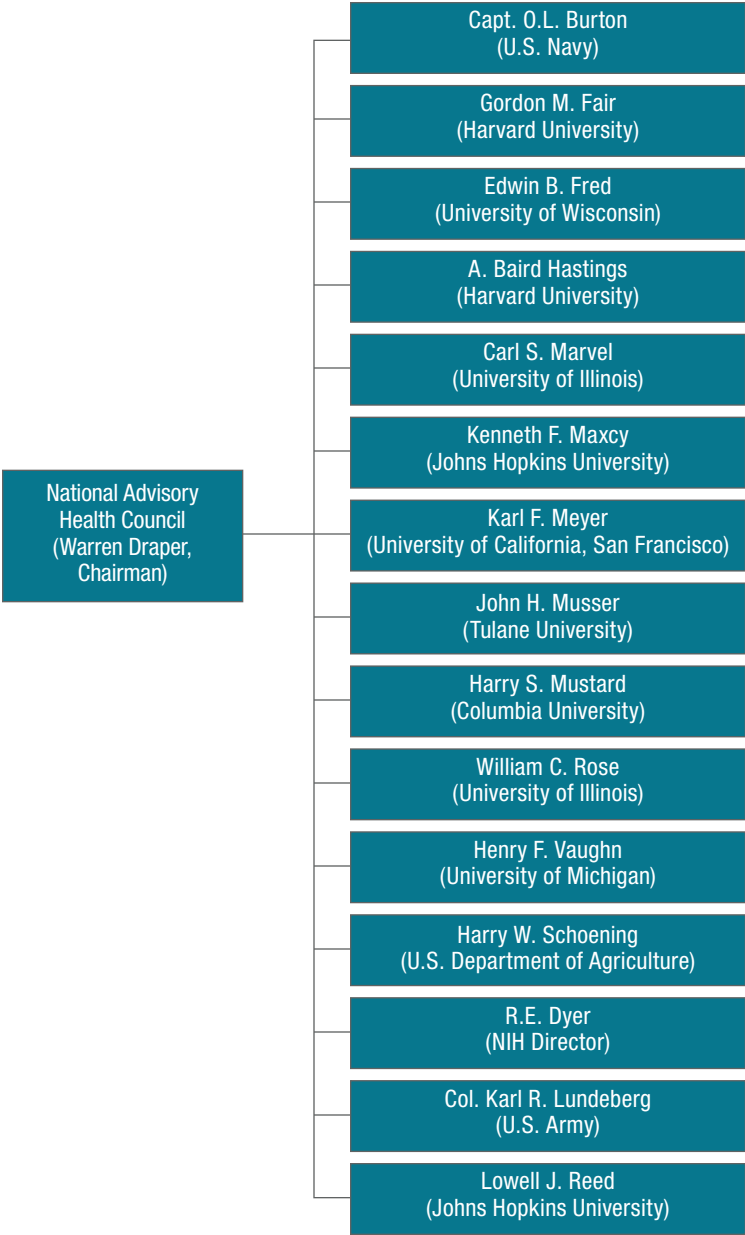 Capt. O.L. Burton
(U.S. Navy)
Gordon M. Fair
(Harvard University)
Edwin B. Fred
(University of Wisconsin)
A. Baird Hastings
(Harvard University)
Carl S. Marvel
(University of Illinois)
Kenneth F. Maxcy
(Johns Hopkins University)
National Advisory
Health Council
(Warren Draper,
Chairman)
Karl F. Meyer
(University of California, San Francisco)
John H. Musser
(Tulane University)
Harry S. Mustard
(Columbia University)
William C. Rose
(University of Illinois)
Henry F. Vaughn
(University of Michigan)
Harry W. Schoening
(U.S. Department of Agriculture)
R.E. Dyer
(NIH Director)
Col. Karl R. Lundeberg
(U.S. Army)
Lowell J. Reed
(Johns Hopkins University)